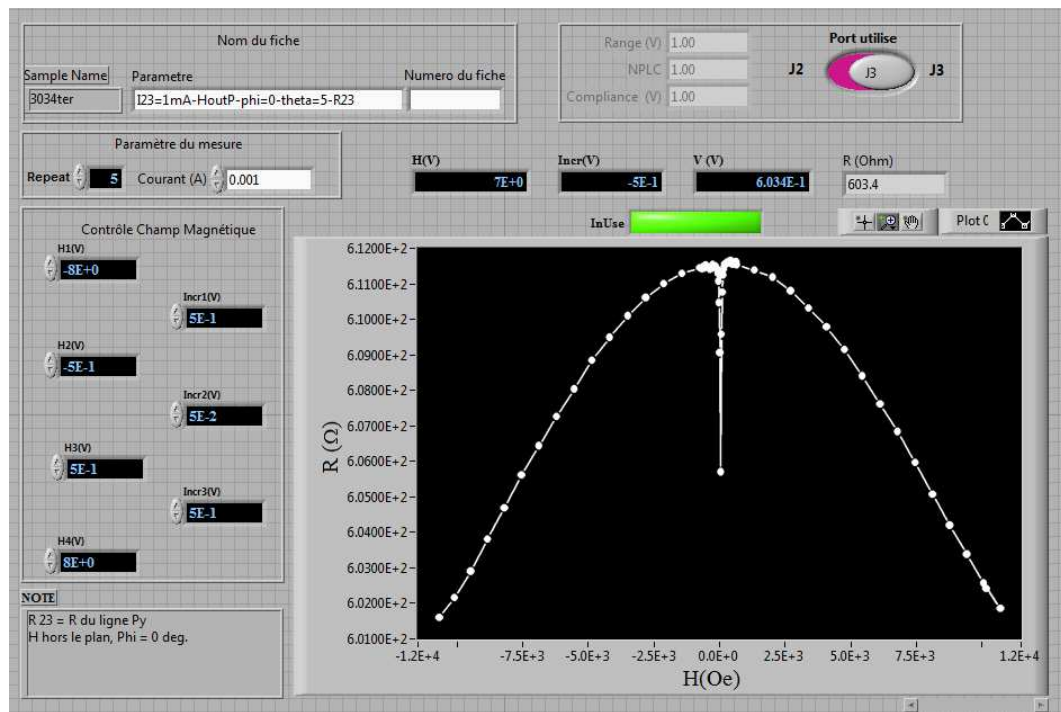 Nom du fiche
Sample Name
Parametre
Numero du fiche
3034ter
I23=1mA-HoutP-phi=0-theta=5-R23
Range (V) 1.00
NPLC 1.00
Compliance (V) 1.00
Port utilise
J2
J3
J3
Paramètre du mesure
Repeat 5
Courant (A) 0.001
H(V)
7E+0
Incr(V)
-5E-1
V (V)
6.034E-1
R (Ohm)
603.4
InUse
Plot 0
Contrôle Champ Magnétique
H1(V)
-8E+0
Incr1(V)
5E-1
H2(V)
-5E-1
Incr2(V)
5E-2
H3(V)
5E-1
Incr3(V)
5E-1
H4(V)
8E+0
NOTE
R 23 = R du ligne Py
H hors le plan, Phi = 0 deg.
R (Ω)
6.1200E+2
6.1100E+2
6.1000E+2
6.0900E+2
6.0800E+2
6.0700E+2
6.0600E+2
6.0500E+2
6.0400E+2
6.0300E+2
6.0200E+2
6.0100E+2
-1.2E+4 -7.5E+3 -5.0E+3 -2.5E+3 0.0E+0 2.5E+3 5.0E+3 7.5E+3 1.2E+4
H(Oe)